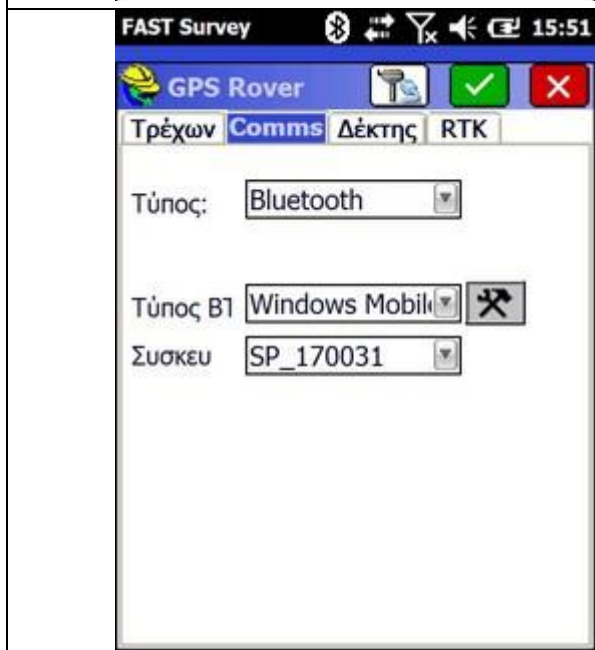 FAST Survey 15:51
GPS Rover
Τρέχων Comms Δέκτης RTK
Τύπος: Bluetooth
Τύπος BT Windows Mobil
Συσκευ SP_170031